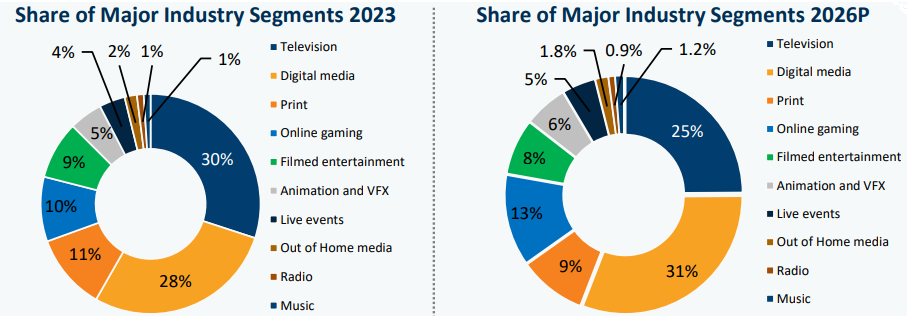 Share of Major Industry Segments 2023
4%
2%
1%
1%
5%
9%
10%
11%
28%
30%
Television
Digital media
Print
Online gaming
Filmed entertainment
Animation and VFX
Live events
Out of Home media
Radio
Music
Share of Major Industry Segments 2026P
1.8%
0.9%
1.2%
5%
6%
8%
13%
9%
31%
25%
Television
Digital media
Print
Online gaming
Filmed entertainment
Animation and VFX
Live events
Out of Home media
Radio
Music